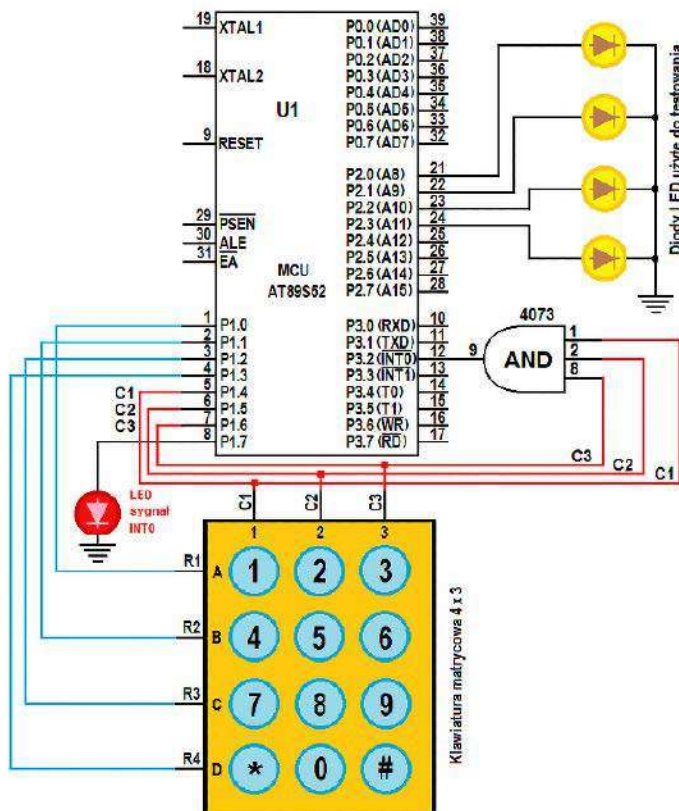 19 XTAL1
18 XTAL2
9 RESET
29 PSEN
30 ALE
31 EA
1 P1.0
2 P1.1
3 P1.2
4 P1.3
5 P1.4
6 P1.5
7 P1.6
8 P1.7
C1
C2
C3
U1
MCU
AT89S52
P0.0 (AD0) 39
P0.1 (AD1) 38
P0.2 (AD2) 37
P0.3 (AD3) 36
P0.4 (AD4) 35
P0.5 (AD5) 34
P0.6 (AD6) 33
P0.7 (AD7) 32
P2.0 (A8) 21
P2.1 (A9) 22
P2.2 (A10) 23
P2.3 (A11) 24
P2.4 (A12) 25
P2.5 (A13) 26
P2.6 (A14) 27
P2.7 (A15) 28
P3.0 (RXD) 10
P3.1 (TXD) 11
P3.2 (INT0) 12
P3.3 (INT1) 13
P3.4 (T0) 14
P3.5 (T1) 15
P3.6 (WR) 16
P3.7 (RD) 17
Diody LED użyte do testowania
4073
9 AND 1
2
8
C3 C2 C1
LED
sygnał
INT0
C1 C2 C3
1 2 3
R1 A 1 2 3
R2 B 4 5 6
R3 C 7 8 9
R4 D * 0 #
Klawiatura matrycowa 4 x 3